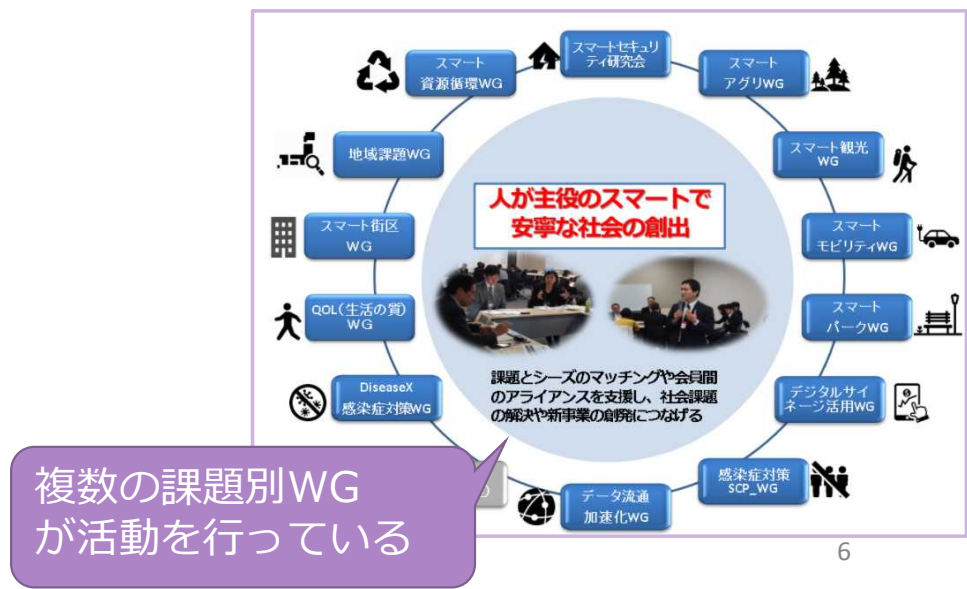 スマートセキュリ
ティ研究会
スマート
資源循環WG
スマート
アグリWG
地域課題WG
スマート観光
WG
人が主役のスマートで
安寧な社会の創出
スマート街区
WG
スマート
モビリティWG
QOL(生活の質)
WG
スマート
パークWG
課題とシーズのマッチングや会員間
のアライアンスを支援し、社会課題
の解決や新事業の創発につなげる
DiseaseX
感染症対策WG
デジタルサイ
ネージ活用WG
複数の課題別WG
が活動を行っている
データ流通
加速化WG
感染症対策
SCP_WG
6